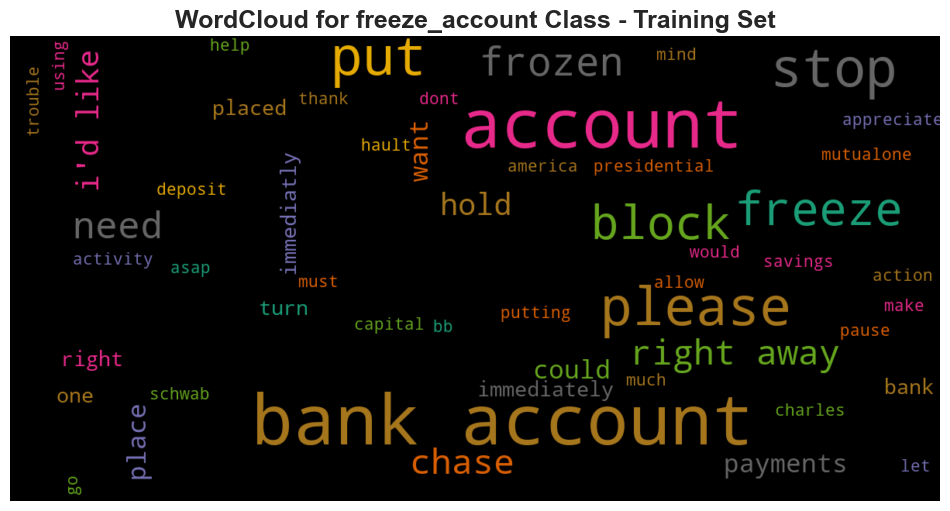 WordCloud for freeze_account Class - Training Set
help
put
frozen
mind
stop
using
trouble
i'd like
placed
thank
dont
account
appreciate
hault
want
america
presidential
mutualone
deposit
immediatly
hold
need
block
freeze
activity
asap
would
savings
must
allow
action
turn
capital
bb
putting
please
make
pause
right
could
right away
one
schwab
immediately
much
bank
place
bank account
charles
chase
payments
let
go